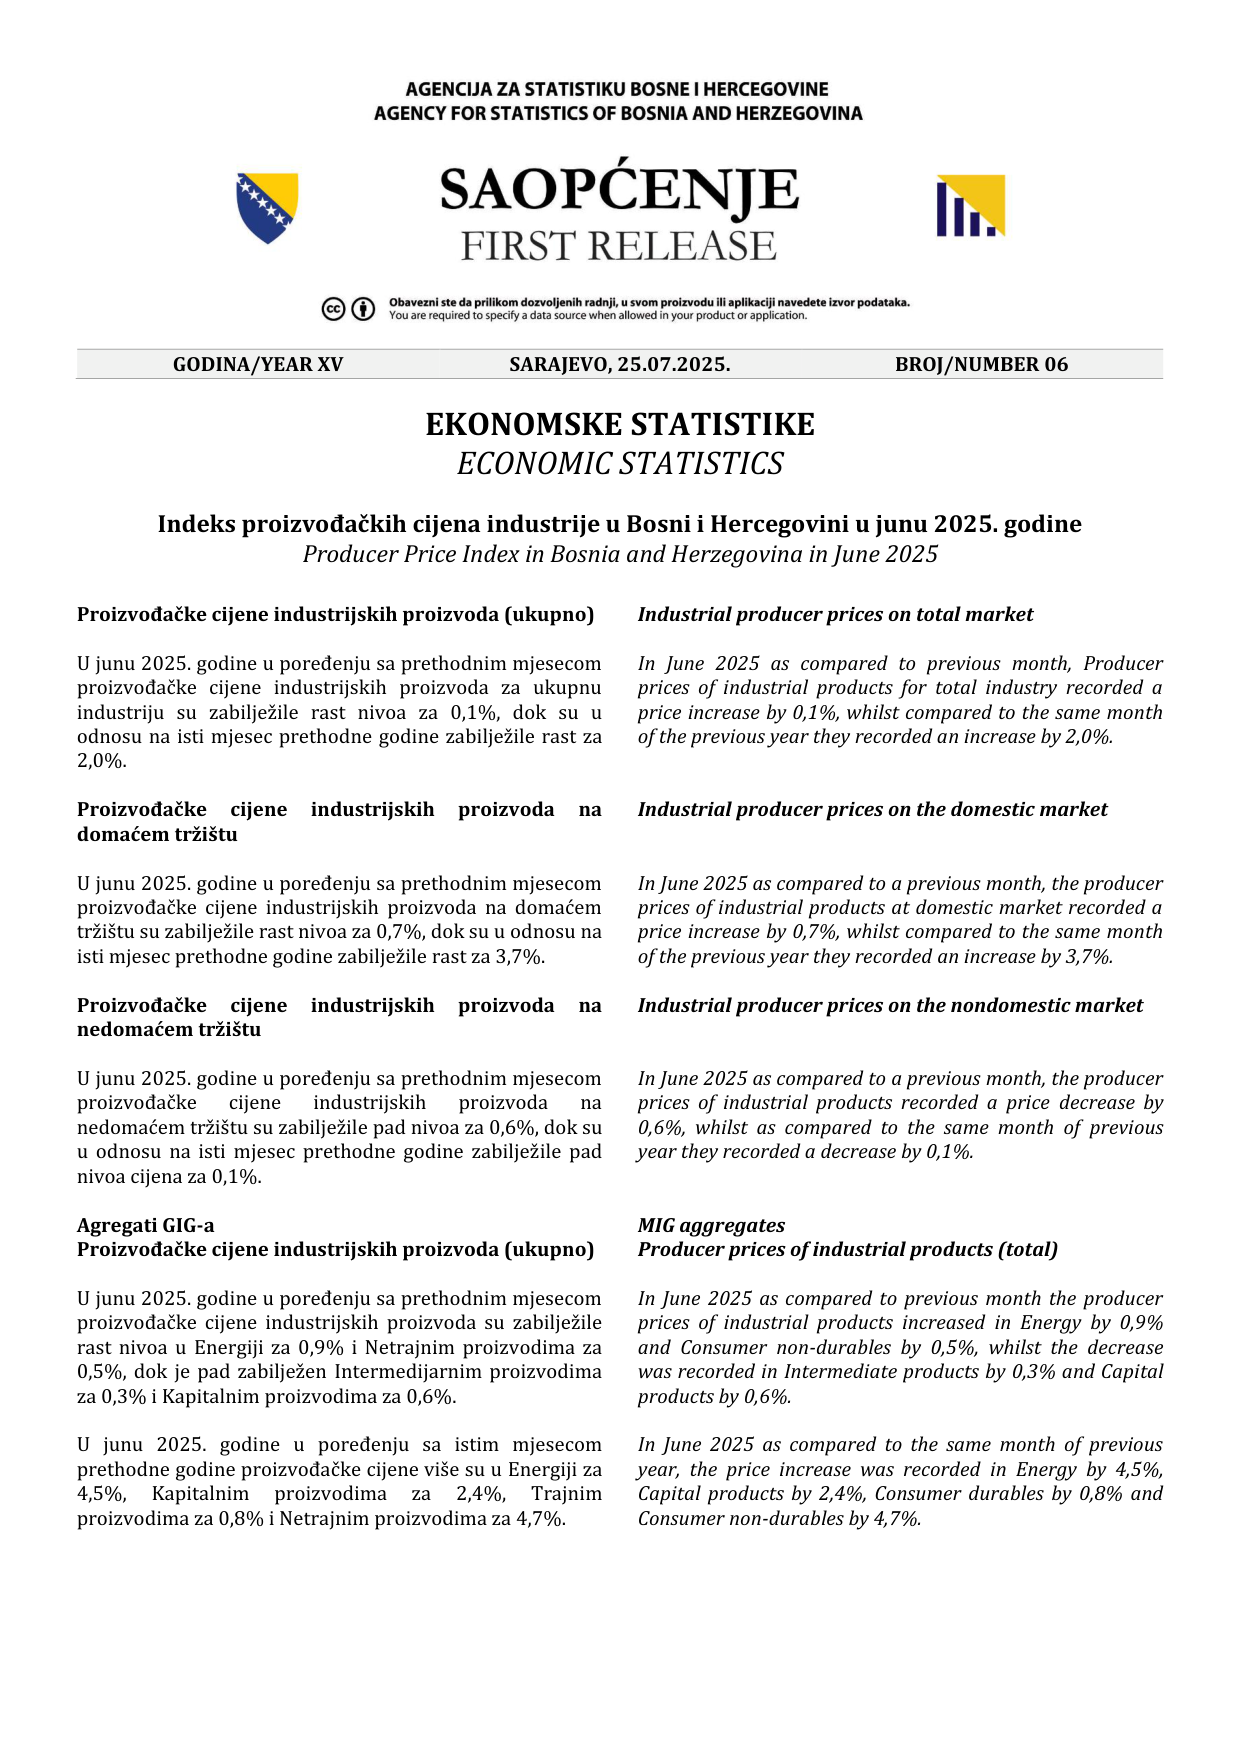 AGENCIJA ZA STATISTIKU BOSNE I HERCEGOVINE
AGENCY FOR STATISTICS OF BOSNIA AND HERZEGOVINA
SAOPĆENJE
FIRST RELEASE
cc
Obavezni ste da prilikom dozvoljenih radnji, u svom proizvodu ili aplikaciji navedete izvor podataka.
You are required to specify a data source when allowed in your product or application.
GODINA/YEAR XV SARAJEVO, 25.07.2025. BROJ/NUMBER 06
EKONOMSKE STATISTIKE
ECONOMIC STATISTICS
Indeks proizvođačkih cijena industrije u Bosni i Hercegovini u junu 2025. godine
Producer Price Index in Bosnia and Herzegovina in June 2025
Proizvođačke cijene industrijskih proizvoda (ukupno)
U junu 2025. godine u poređenju sa prethodnim mjesecom
proizvođačke cijene industrijskih proizvoda za ukupnu
industriju su zabilježile rast nivoa za 0,1%, dok su u
odnosu na isti mjesec prethodne godine zabilježile rast za
2,0%.
Proizvođačke cijene industrijskih proizvoda na
domaćem tržištu
U junu 2025. godine u poređenju sa prethodnim mjesecom
proizvođačke cijene industrijskih proizvoda na domaćem
tržištu su zabilježile rast nivoa za 0,7%, dok su u odnosu na
isti mjesec prethodne godine zabilježile rast za 3,7%.
Proizvođačke cijene industrijskih proizvoda na
nedomaćem tržištu
U junu 2025. godine u poređenju sa prethodnim mjesecom
proizvođačke cijene industrijskih proizvoda na
nedomaćem tržištu su zabilježile pad nivoa za 0,6%, dok su
u odnosu na isti mjesec prethodne godine zabilježile pad
nivoa cijena za 0,1%.
Agregati GIG-a
Proizvođačke cijene industrijskih proizvoda (ukupno)
U junu 2025. godine u poređenju sa prethodnim mjesecom
proizvođačke cijene industrijskih proizvoda su zabilježile
rast nivoa u Energiji za 0,9% i Netrajnim proizvodima za
0,5%, dok je pad zabilježen Intermedijarnim proizvodima
za 0,3% i Kapitalnim proizvodima za 0,6%.
U junu 2025. godine u poređenju sa istim mjesecom
prethodne godine proizvođačke cijene više su u Energiji za
4,5%, Kapitalnim proizvodima za 2,4%, Trajnim
proizvodima za 0,8% i Netrajnim proizvodima za 4,7%.
Industrial producer prices on total market
In June 2025 as compared to previous month, Producer
prices of industrial products for total industry recorded a
price increase by 0,1%, whilst compared to the same month
of the previous year they recorded an increase by 2,0%.
Industrial producer prices on the domestic market
In June 2025 as compared to a previous month, the producer
prices of industrial products at domestic market recorded a
price increase by 0,7%, whilst compared to the same month
of the previous year they recorded an increase by 3,7%.
Industrial producer prices on the nondomestic market
In June 2025 as compared to a previous month, the producer
prices of industrial products recorded a price decrease by
0,6%, whilst as compared to the same month of previous
year they recorded a decrease by 0,1%.
MIG aggregates
Producer prices of industrial products (total)
In June 2025 as compared to previous month the producer
prices of industrial products increased in Energy by 0,9%
and Consumer non-durables by 0,5%, whilst the decrease
was recorded in Intermediate products by 0,3% and Capital
products by 0,6%.
In June 2025 as compared to the same month of previous
year, the price increase was recorded in Energy by 4,5%,
Capital products by 2,4%, Consumer durables by 0,8% and
Consumer non-durables by 4,7%.